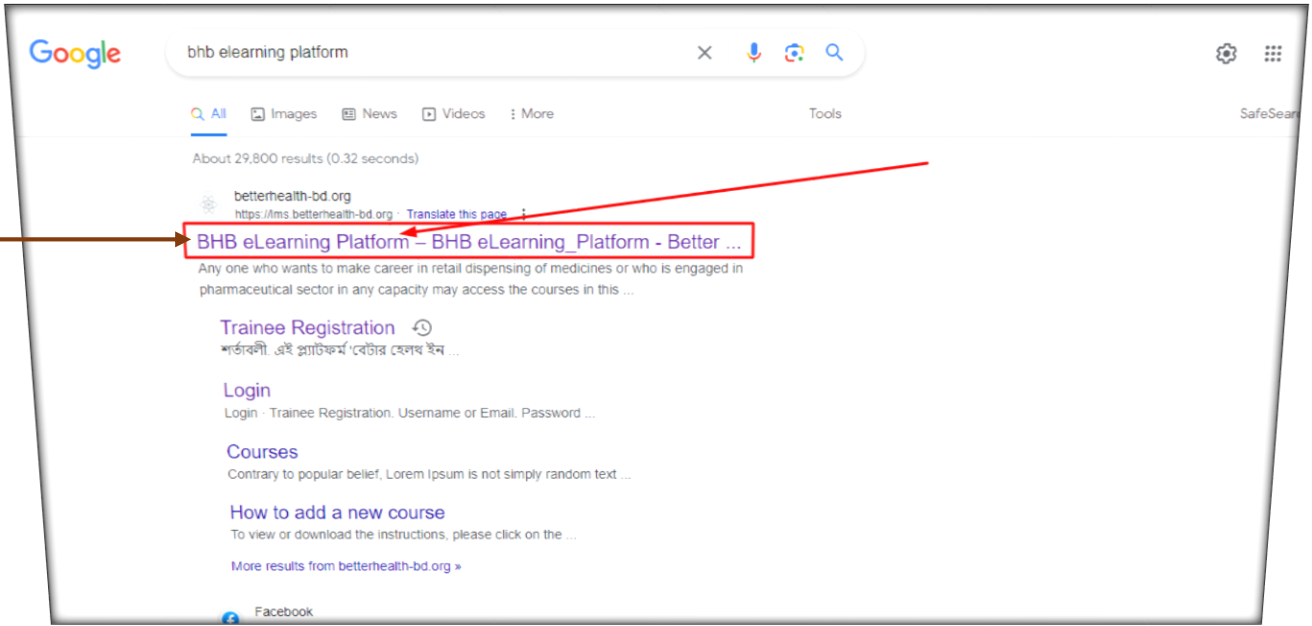 Google
bhb elearning platform
All Images News Videos More Tools SafeSear
About 29,800 results (0.32 seconds)
betterhealth-bd.org
https://lms.betterhealth-bd.org · Translate this page
BHB eLearning Platform – BHB eLearning_Platform - Better ...
Any one who wants to make career in retail dispensing of medicines or who is engaged in
pharmaceutical sector in any capacity may access the courses in this ...
Trainee Registration
শর্তাবলী. এই প্ল্যাটফর্ম 'বেটার হেলথ ইন ...
Login
Login · Trainee Registration. Username or Email. Password ...
Courses
Contrary to popular belief, Lorem Ipsum is not simply random text ...
How to add a new course
To view or download the instructions, please click on the ...
More results from betterhealth-bd.org »
Facebook